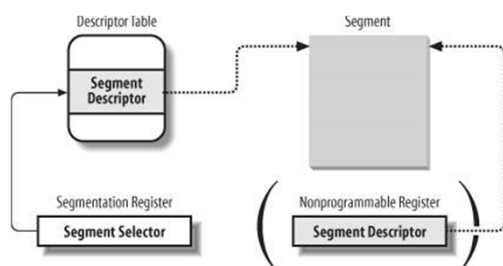 Descriptor Table
Segment
Segment
Descriptor
Segmentation Register
Nonprogrammable Register
Segment Selector
Segment Descriptor